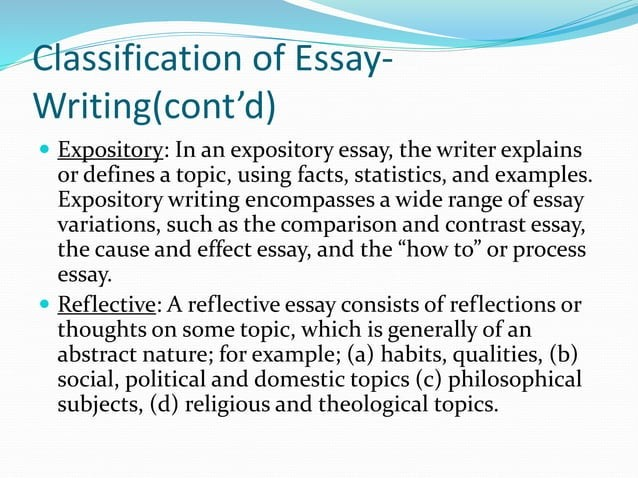 Classification of Essay-
Writing(cont’d)
Expository: In an expository essay, the writer explains
or defines a topic, using facts, statistics, and examples.
Expository writing encompasses a wide range of essay
variations, such as the comparison and contrast essay,
the cause and effect essay, and the “how to” or process
essay.
Reflective: A reflective essay consists of reflections or
thoughts on some topic, which is generally of an
abstract nature; for example; (a) habits, qualities, (b)
social, political and domestic topics (c) philosophical
subjects, (d) religious and theological topics.